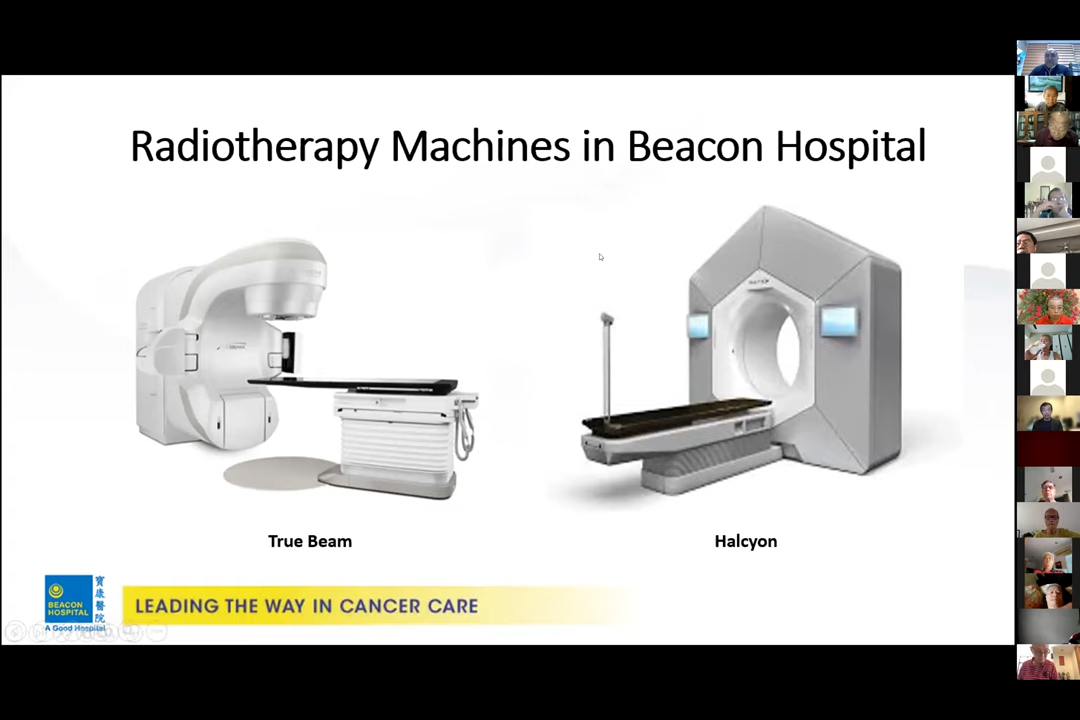 Radiotherapy Machines in Beacon Hospital
True Beam
Halcyon
BEACON
HOSPITAL
寶康醫院
A Good Hospital
LEADING THE WAY IN CANCER CARE